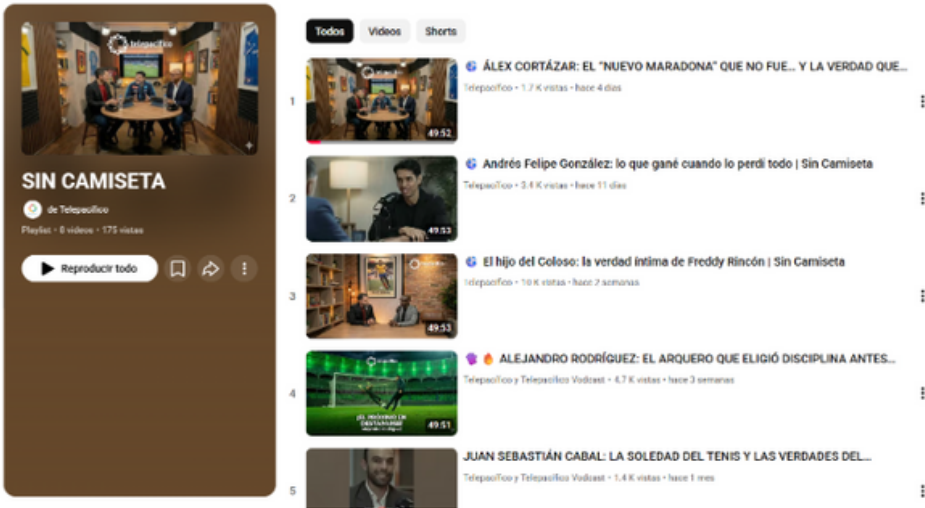 telepacífico
SIN CAMISETA
de Telepacífico
Playlist • 6 videos • 175 vistas
Reproducir todo
Todos
Videos
Shorts
1
49:52
ÁLEX CORTÁZAR: EL "NUEVO MARADONA" QUE NO FUE... Y LA VERDAD QUE...
Telepacífico • 1.7 K vistas • hace 4 días
2
49:53
Andrés Felipe González: lo que gané cuando lo perdí todo | Sin Camiseta
Telepacífico • 3.4 K vistas • hace 11 días
3
49:53
El hijo del Coloso: la verdad íntima de Freddy Rincón | Sin Camiseta
Telepacífico • 10 K vistas • hace 2 semanas
4
¡EL PRÓXIMO EN
49:51
ALEJANDRO RODRÍGUEZ: EL ARQUERO QUE ELIGIÓ DISCIPLINA ANTES...
Telepacífico y Telepacífico Vodcast • 4.7 K vistas • hace 3 semanas
5
JUAN SEBASTIÁN CABAL: LA SOLEDAD DEL TENIS Y LAS VERDADES DEL...
Telepacífico y Telepacífico Vodcast • 1.4 K vistas • hace 1 mes